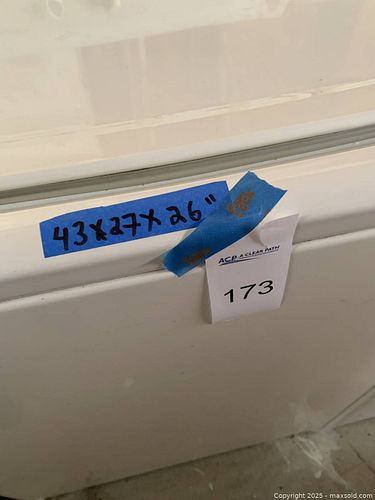 43X27X26"
ACP A CLEAR PATH
173
Copyright 2025 - maxsold.com